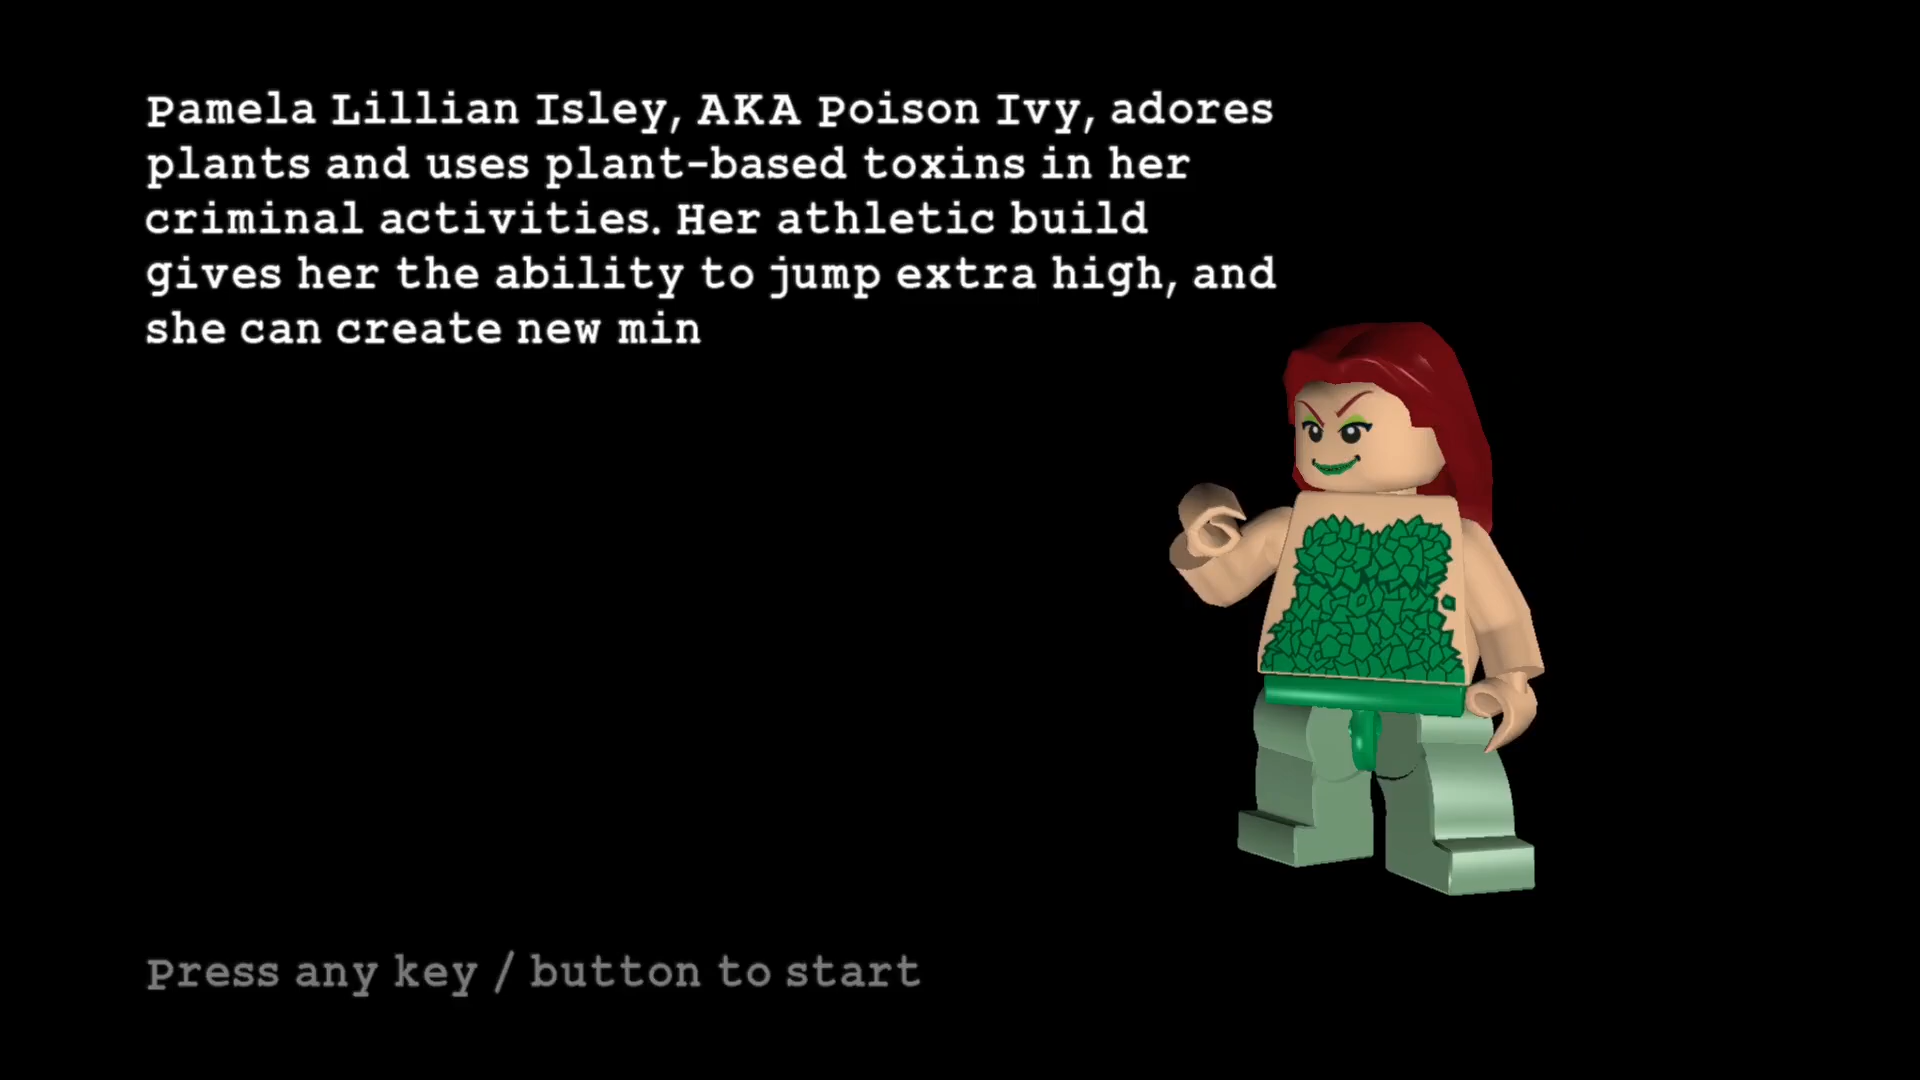 Pamela Lillian Isley, AKA Poison Ivy, adores
plants and uses plant-based toxins in her
criminal activities. Her athletic build
gives her the ability to jump extra high, and
she can create new min
Press any key / button to start